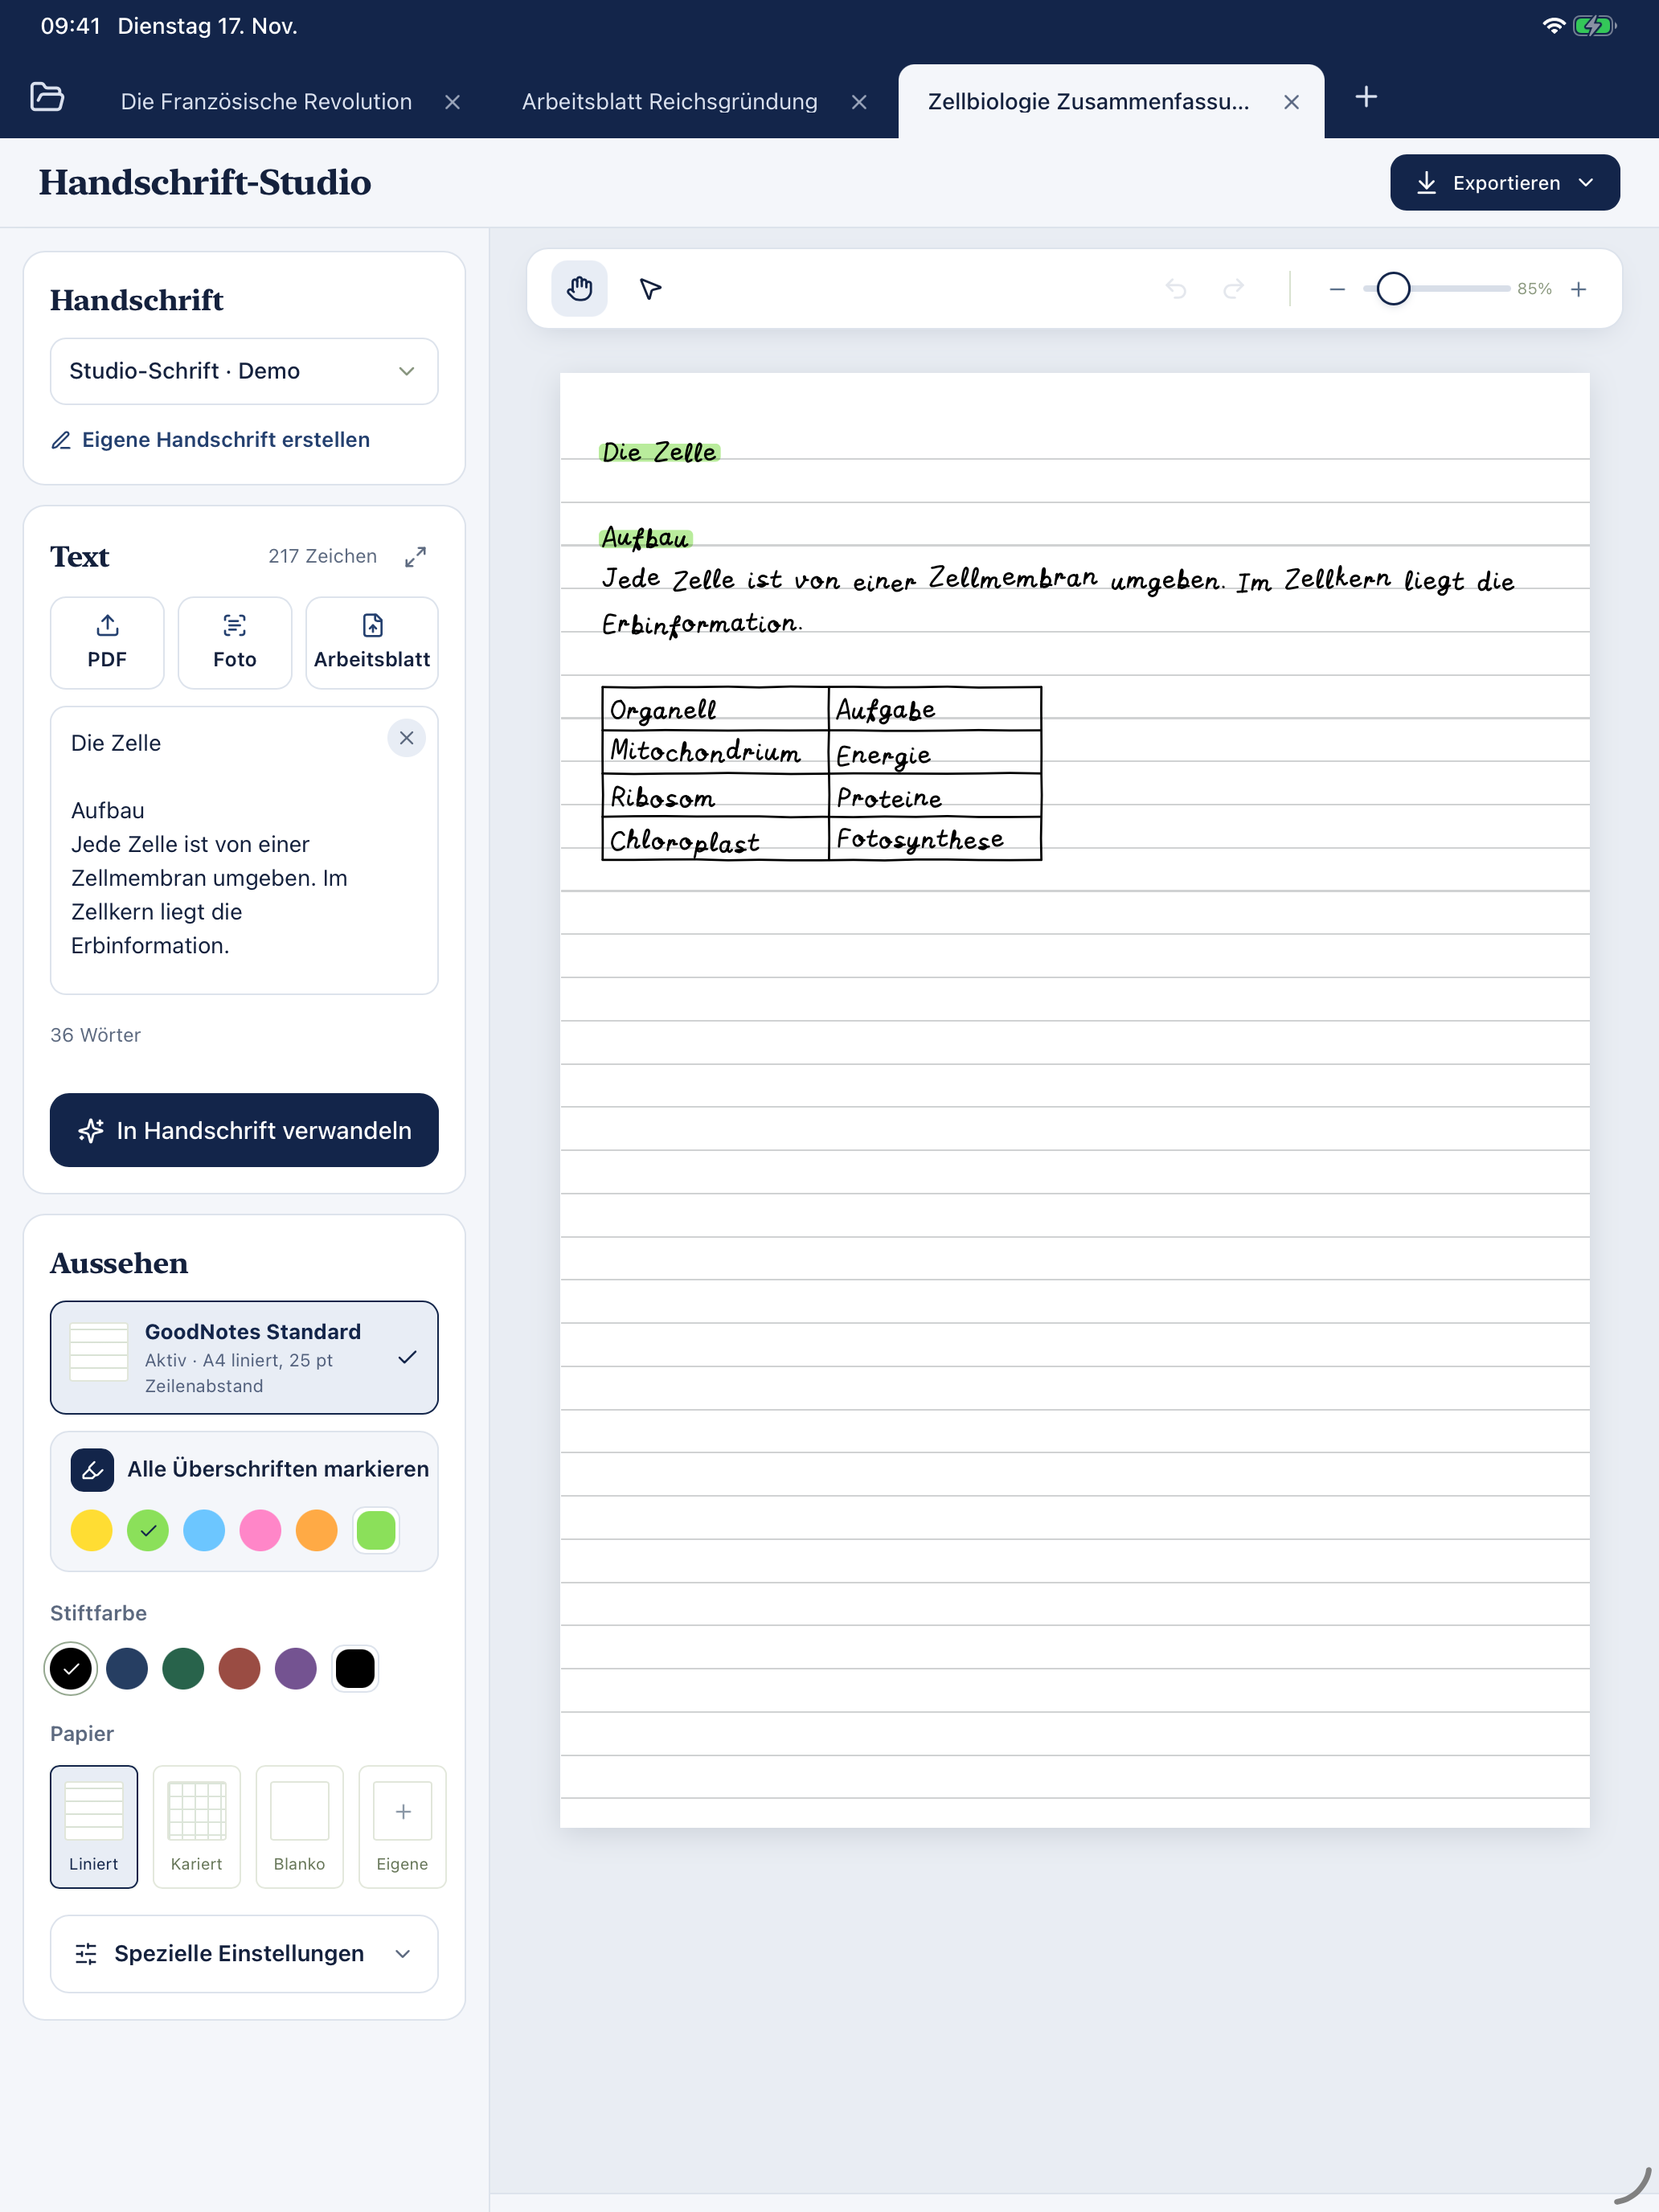 09:41 Dienstag 17. Nov.
Die Französische Revolution
Arbeitsblatt Reichsgründung
Zellbiologie Zusammenfassu...
Handschrift-Studio
Exportieren
Handschrift
Studio-Schrift · Demo
Eigene Handschrift erstellen
Text
217 Zeichen
PDF
Foto
Arbeitsblatt
Die Zelle
Aufbau
Jede Zelle ist von einer
Zellmembran umgeben. Im
Zellkern liegt die
Erbinformation.
36 Wörter
In Handschrift verwandeln
Aussehen
GoodNotes Standard
Aktiv · A4 liniert, 25 pt
Zeilenabstand
Alle Überschriften markieren
Stiftfarbe
Papier
Liniert
Kariert
Blanko
Eigene
Spezielle Einstellungen
85%
Die Zelle
Aufbau
Jede Zelle ist von einer Zellmembran umgeben. Im Zellkern liegt die
Erbinformation.
Organell Aufgabe
Mitochondrium Energie
Ribosom Proteine
Chloroplast Fotosynthese